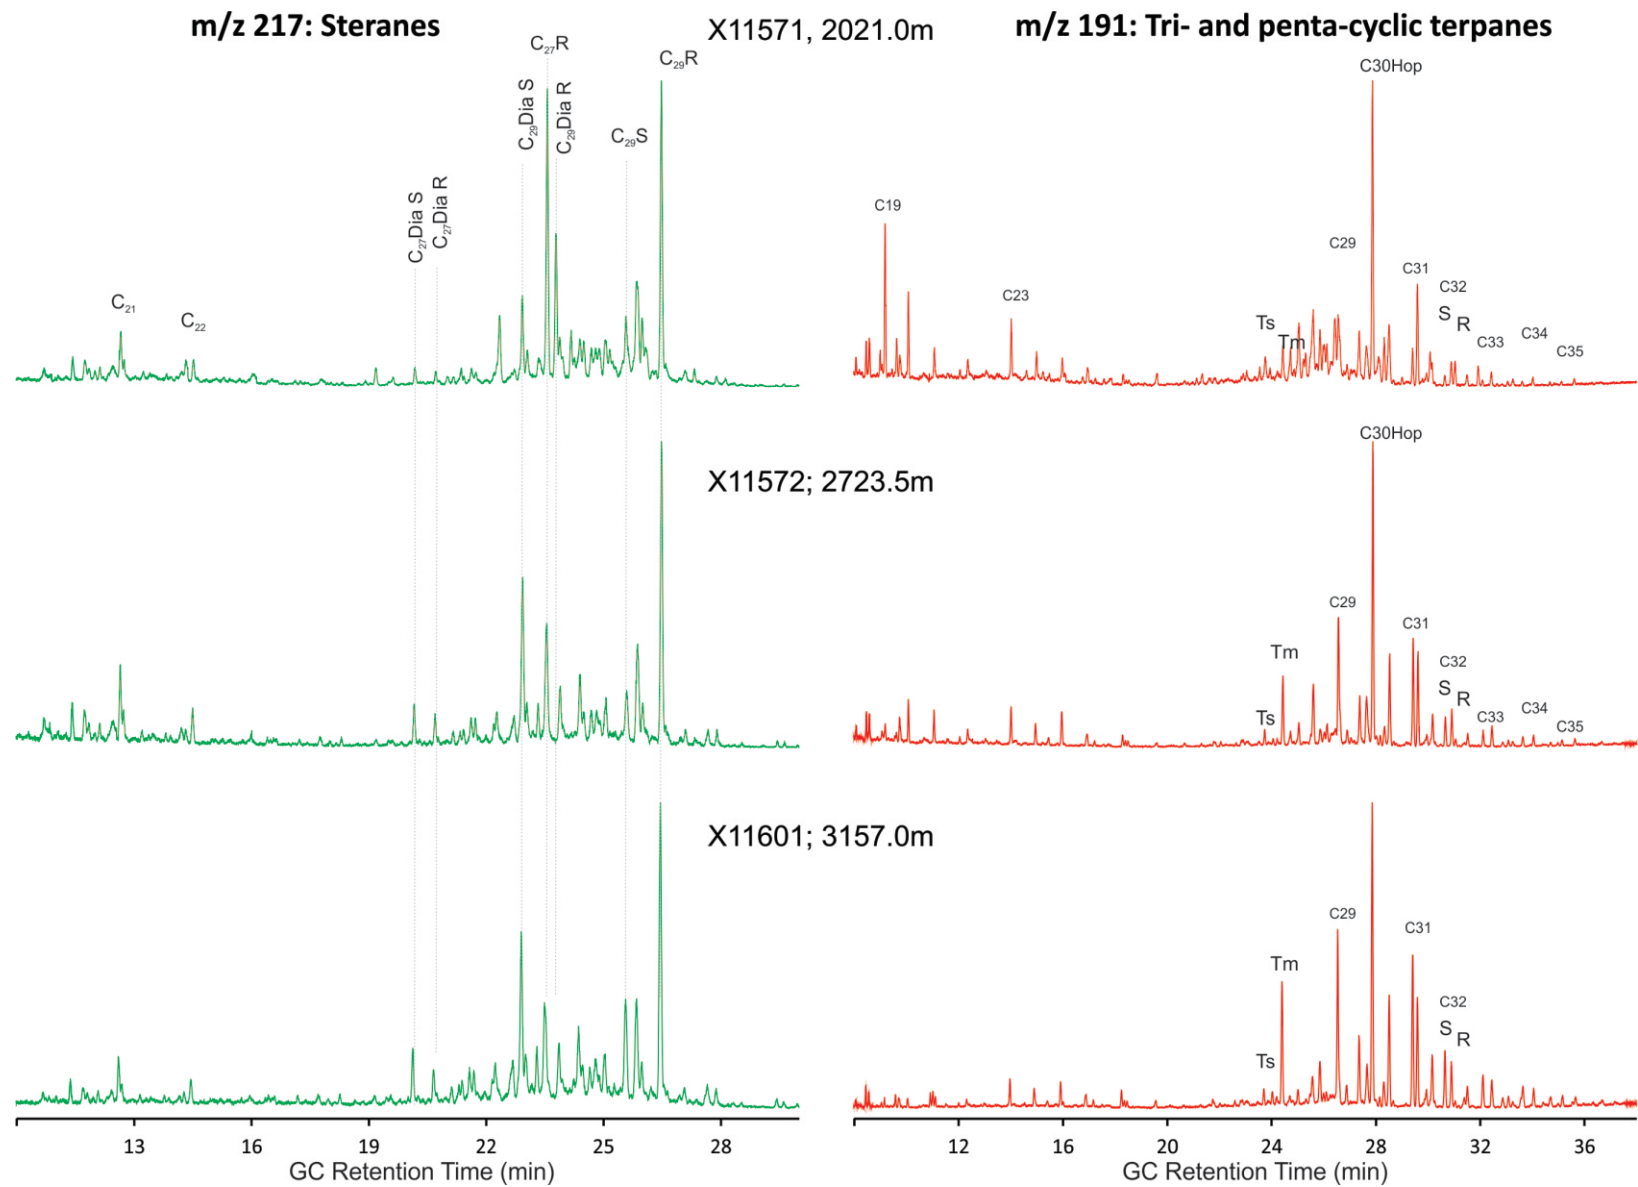 m/z 217: Steranes
X11571, 2021.0m
m/z 191: Tri- and penta-cyclic terpanes
C₂₇R
C₂₉R
C₂₉Dia S
C₂₉Dia R
C₂₉S
C₂₇Dia S
C₂₇Dia R
C₂₁
C₂₂
C30Hop
C19
C29
C23
C31
C32
Ts
Tm
S
R
C33
C34
C35
X11572; 2723.5m
C30Hop
C29
C31
Tm
C32
S
R
Ts
C33
C34
C35
X11601; 3157.0m
C29
C31
Tm
C32
S
R
Ts
13 16 19 22 25 28
GC Retention Time (min)
12 16 20 24 28 32 36
GC Retention Time (min)